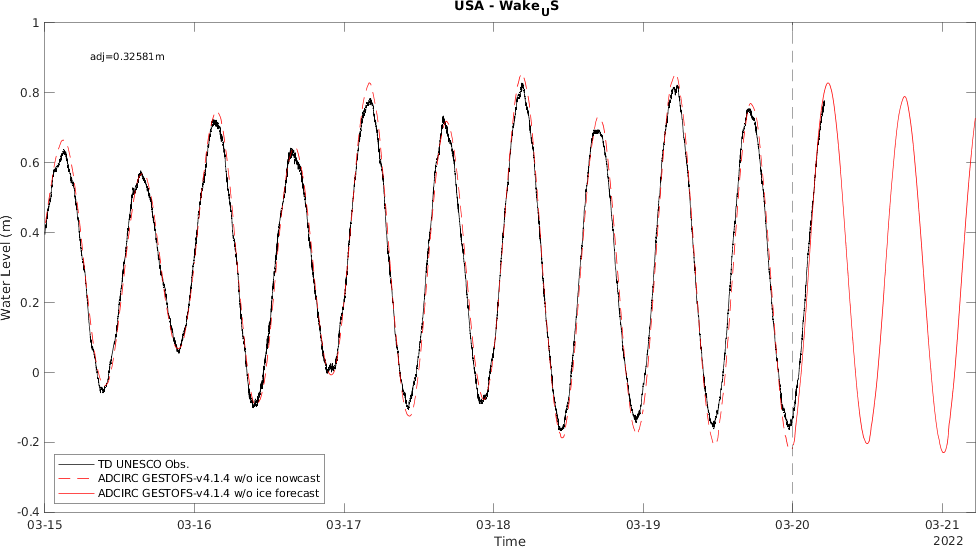 USA - Wake_US
adj=0.32581m
1
0.8
0.6
0.4
0.2
0
-0.2
-0.4
Water Level (m)
TD UNESCO Obs.
ADCIRC GESTOFS-v4.1.4 w/o ice nowcast
ADCIRC GESTOFS-v4.1.4 w/o ice forecast
03-15 03-16 03-17 03-18 03-19 03-20 03-21
Time
2022